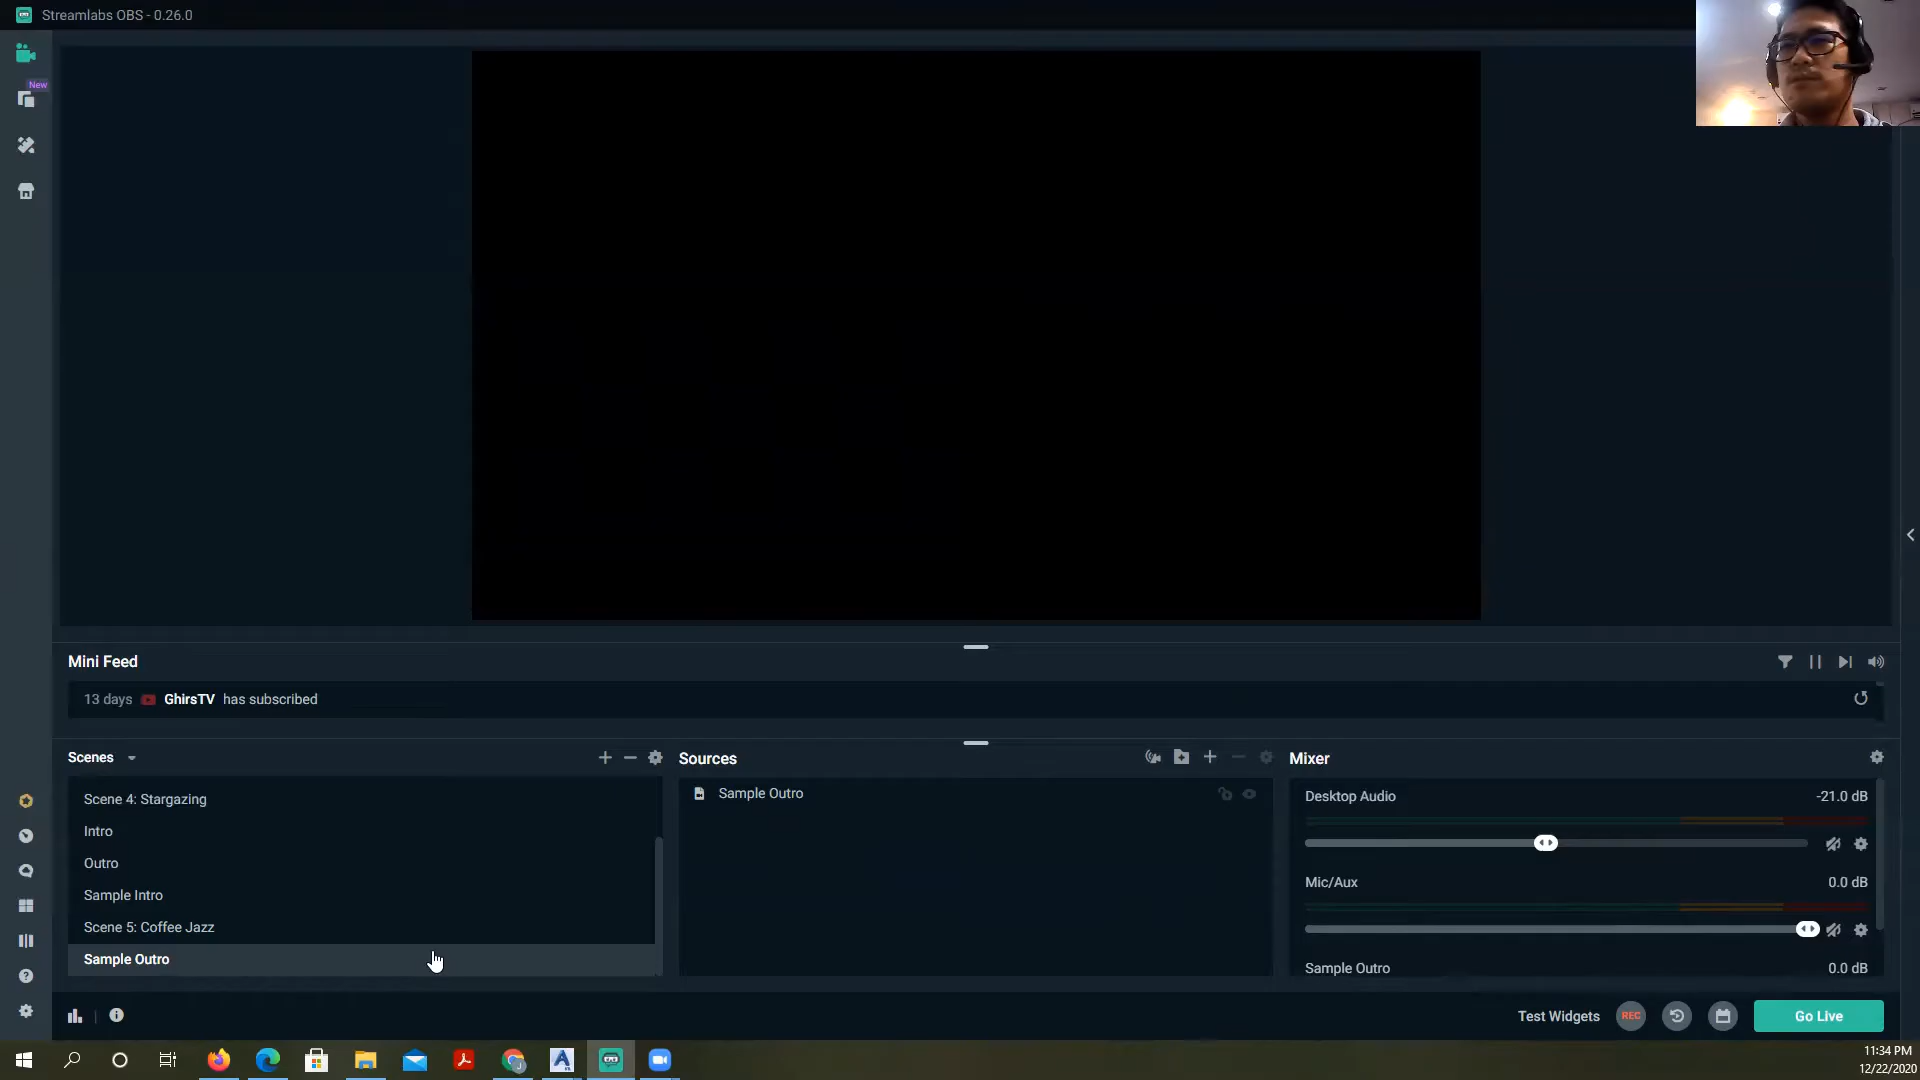 Streamlabs OBS - 0.26.0
New
Mini Feed
13 days GhirsTV has subscribed
Scenes
Sources
Mixer
Scene 4: Stargazing
Intro
Outro
Sample Intro
Scene 5: Coffee Jazz
Sample Outro
Sample Outro
Desktop Audio -21.0 dB
Mic/Aux 0.0 dB
Sample Outro 0.0 dB
Test Widgets
REC
Go Live
11:34 PM
12/22/2020